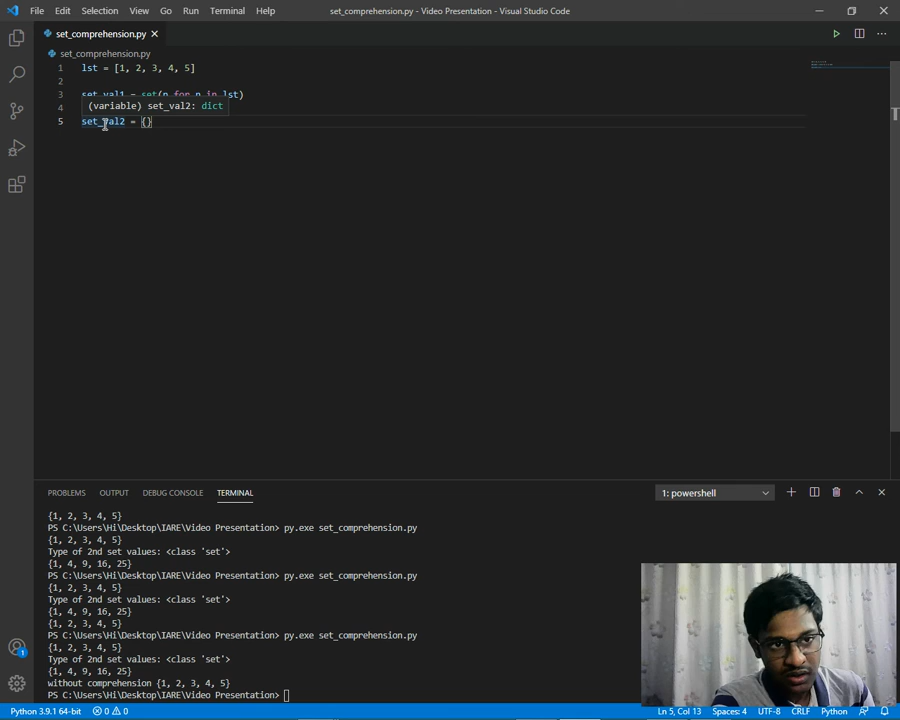 File Edit Selection View Go Run Terminal Help
set_comprehension.py - Video Presentation - Visual Studio Code
set_comprehension.py
set_comprehension.py
1 lst = [1, 2, 3, 4, 5]
2
3 set_val1 = set(n for n in lst)
(variable) set_val2: dict
4
5 set_val2 = {}
PROBLEMS OUTPUT DEBUG CONSOLE TERMINAL
1: powershell
{1, 2, 3, 4, 5}
PS C:\Users\Hi\Desktop\IARE\Video Presentation> py.exe set_comprehension.py
{1, 2, 3, 4, 5}
Type of 2nd set values: <class 'set'>
{1, 4, 9, 16, 25}
PS C:\Users\Hi\Desktop\IARE\Video Presentation> py.exe set_comprehension.py
{1, 2, 3, 4, 5}
Type of 2nd set values: <class 'set'>
{1, 4, 9, 16, 25}
{1, 2, 3, 4, 5}
PS C:\Users\Hi\Desktop\IARE\Video Presentation> py.exe set_comprehension.py
{1, 2, 3, 4, 5}
Type of 2nd set values: <class 'set'>
{1, 4, 9, 16, 25}
without comprehension {1, 2, 3, 4, 5}
PS C:\Users\Hi\Desktop\IARE\Video Presentation>
1
Python 3.9.1 64-bit 0 0 Ln 5, Col 13 Spaces: 4 UTF-8 CRLF Python